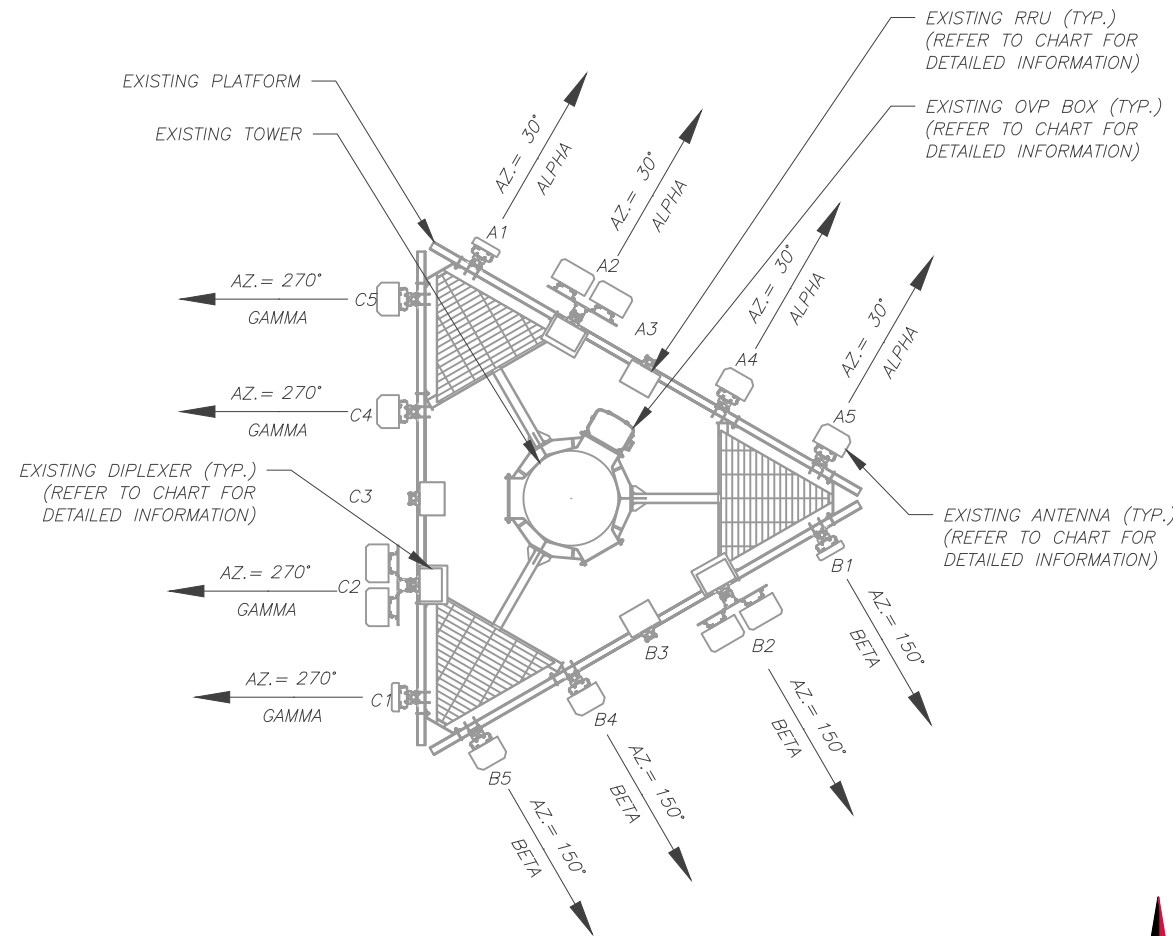 EXISTING RRU (TYP.)
(REFER TO CHART FOR
DETAILED INFORMATION)
EXISTING PLATFORM
EXISTING OVP BOX (TYP.)
(REFER TO CHART FOR
DETAILED INFORMATION)
EXISTING TOWER
AZ.= 30°
ALPHA
AZ.= 30°
ALPHA
AZ.= 30°
ALPHA
AZ.= 30°
ALPHA
A1
A2
A3
A4
A5
AZ.= 270°
GAMMA
C5
AZ.= 270°
GAMMA
C4
EXISTING DIPLEXER (TYP.)
(REFER TO CHART FOR
DETAILED INFORMATION)
C3
AZ.= 270°
GAMMA
C2
AZ.= 270°
GAMMA
C1
EXISTING ANTENNA (TYP.)
(REFER TO CHART FOR
DETAILED INFORMATION)
B1
B2
B3
B4
B5
AZ.= 150°
BETA
AZ.= 150°
BETA
AZ.= 150°
BETA
AZ.= 150°
BETA